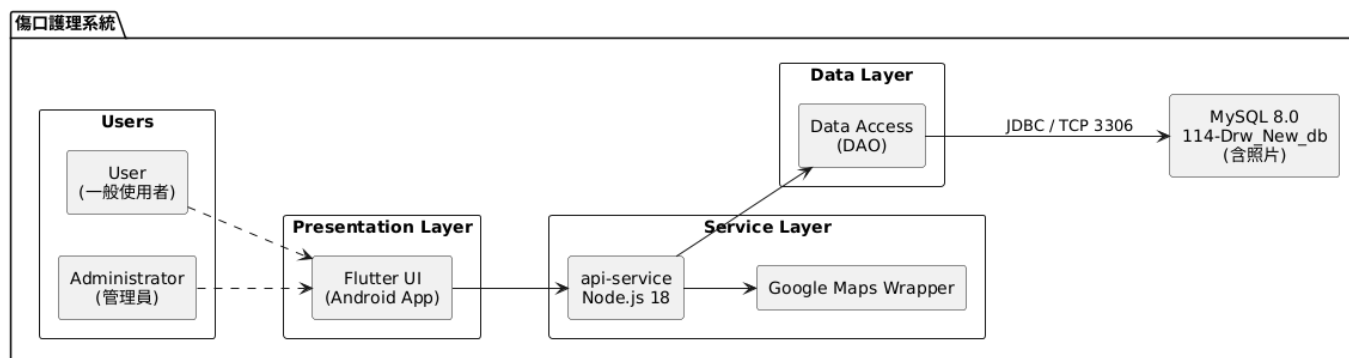 傷口護理系統
Users
User
(一般使用者)
Administrator
(管理員)
Presentation Layer
Flutter UI
(Android App)
Service Layer
api-service
Node.js 18
Google Maps Wrapper
Data Layer
Data Access
(DAO)
JDBC / TCP 3306
MySQL 8.0
114-Drw_New_db
(含照片)